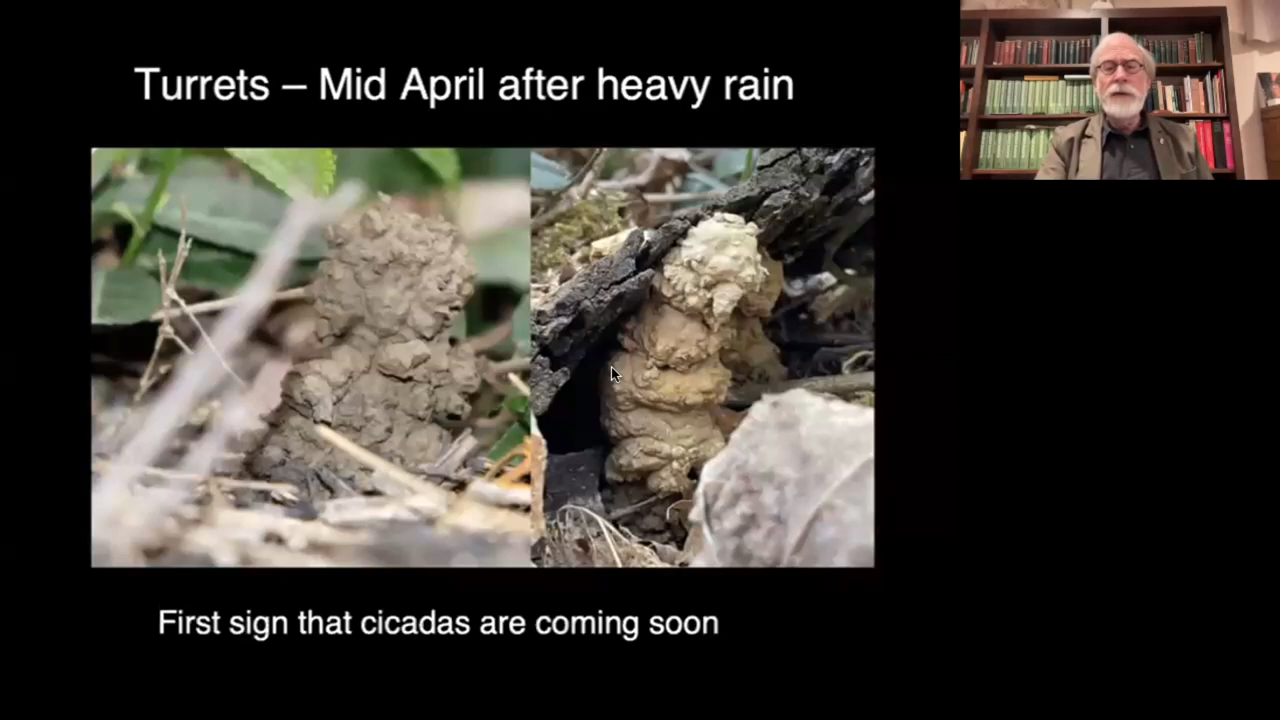 Turrets – Mid April after heavy rain
First sign that cicadas are coming soon